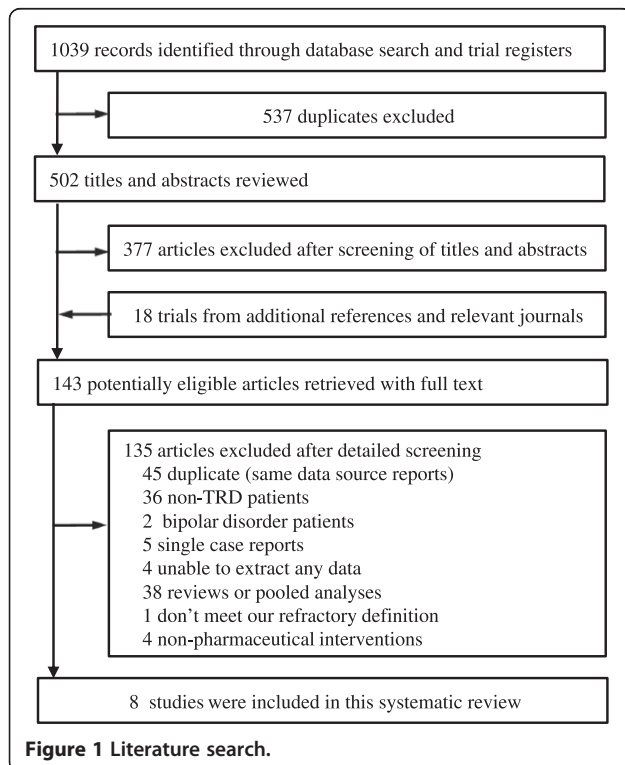 1039 records identified through database search and trial registers
537 duplicates excluded
502 titles and abstracts reviewed
377 articles excluded after screening of titles and abstracts
18 trials from additional references and relevant journals
143 potentially eligible articles retrieved with full text
135 articles excluded after detailed screening
45 duplicate (same data source reports)
36 non-TRD patients
2 bipolar disorder patients
5 single case reports
4 unable to extract any data
38 reviews or pooled analyses
1 don't meet our refractory definition
4 non-pharmaceutical interventions
8 studies were included in this systematic review
Figure 1 Literature search.